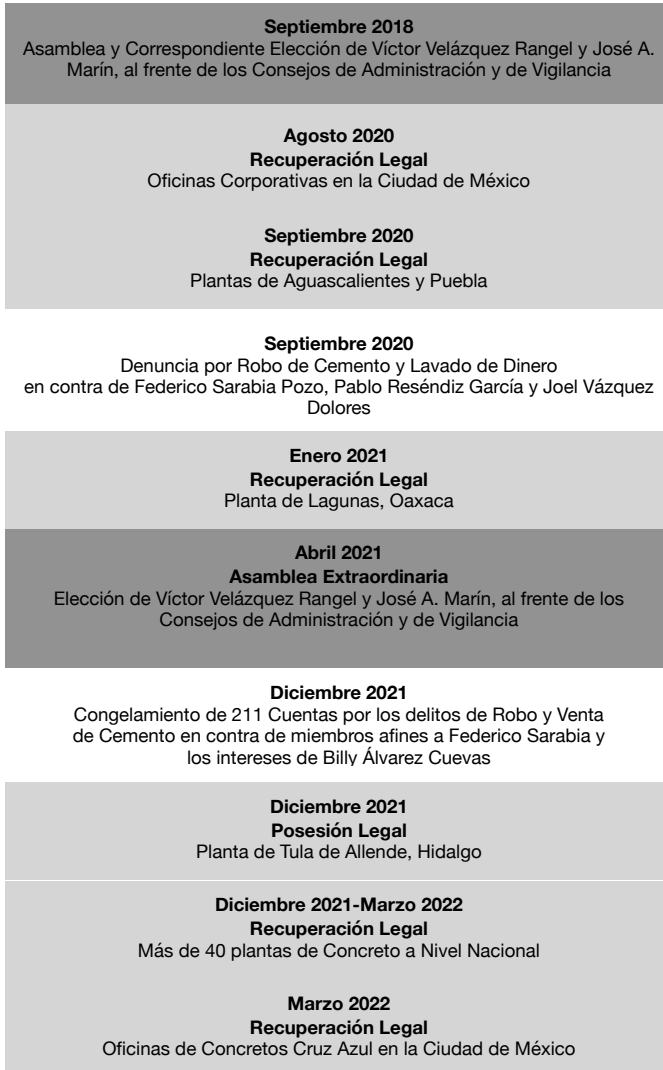 Septiembre 2018
Asamblea y Correspondiente Elección de Víctor Velázquez Rangel y José A.
Marín, al frente de los Consejos de Administración y de Vigilancia
Agosto 2020
Recuperación Legal
Oficinas Corporativas en la Ciudad de México
Septiembre 2020
Recuperación Legal
Plantas de Aguascalientes y Puebla
Septiembre 2020
Denuncia por Robo de Cemento y Lavado de Dinero
en contra de Federico Sarabia Pozo, Pablo Reséndiz García y Joel Vázquez
Dolores
Enero 2021
Recuperación Legal
Planta de Lagunas, Oaxaca
Abril 2021
Asamblea Extraordinaria
Elección de Víctor Velázquez Rangel y José A. Marín, al frente de los
Consejos de Administración y de Vigilancia
Diciembre 2021
Congelamiento de 211 Cuentas por los delitos de Robo y Venta
de Cemento en contra de miembros afines a Federico Sarabia y
los intereses de Billy Álvarez Cuevas
Diciembre 2021
Posesión Legal
Planta de Tula de Allende, Hidalgo
Diciembre 2021-Marzo 2022
Recuperación Legal
Más de 40 plantas de Concreto a Nivel Nacional
Marzo 2022
Recuperación Legal
Oficinas de Concretos Cruz Azul en la Ciudad de México